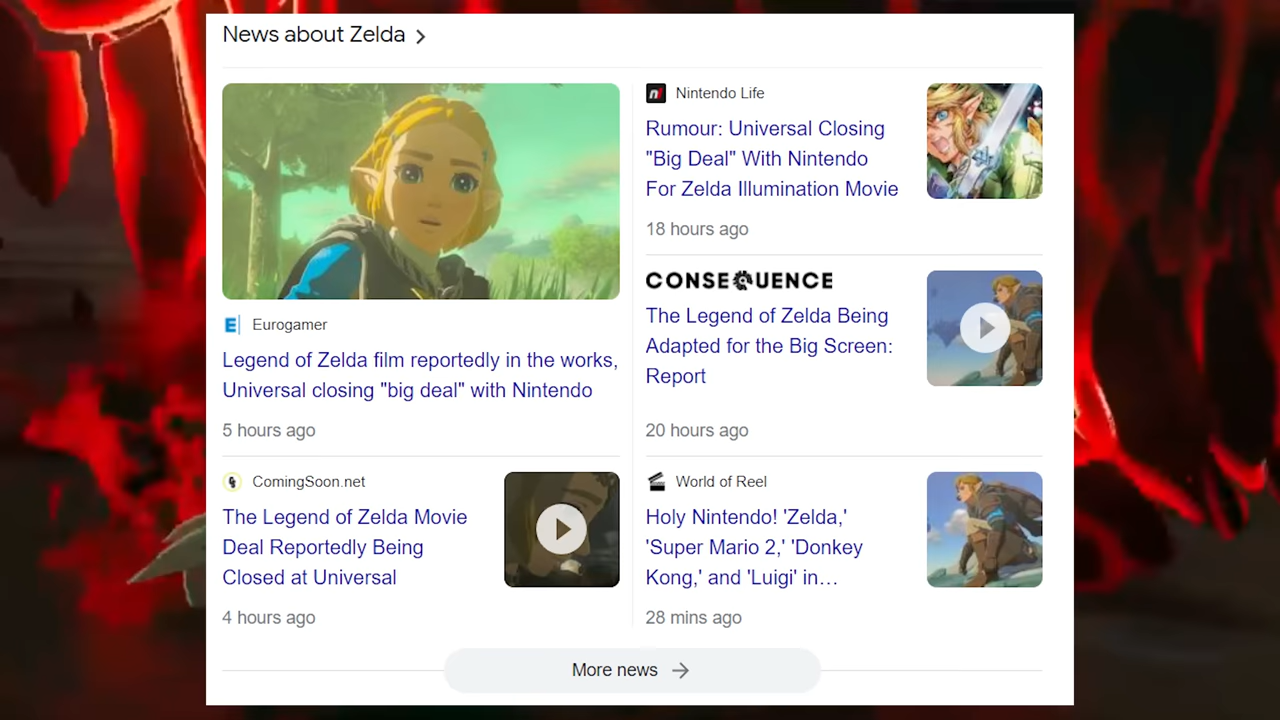 News about Zelda
Eurogamer
Legend of Zelda film reportedly in the works,
Universal closing "big deal" with Nintendo
5 hours ago
ComingSoon.net
The Legend of Zelda Movie
Deal Reportedly Being
Closed at Universal
4 hours ago
Nintendo Life
Rumour: Universal Closing
"Big Deal" With Nintendo
For Zelda Illumination Movie
18 hours ago
CONSEQUENCE
The Legend of Zelda Being
Adapted for the Big Screen:
Report
20 hours ago
World of Reel
Holy Nintendo! 'Zelda,'
'Super Mario 2,' 'Donkey
Kong,' and 'Luigi' in…
28 mins ago
More news